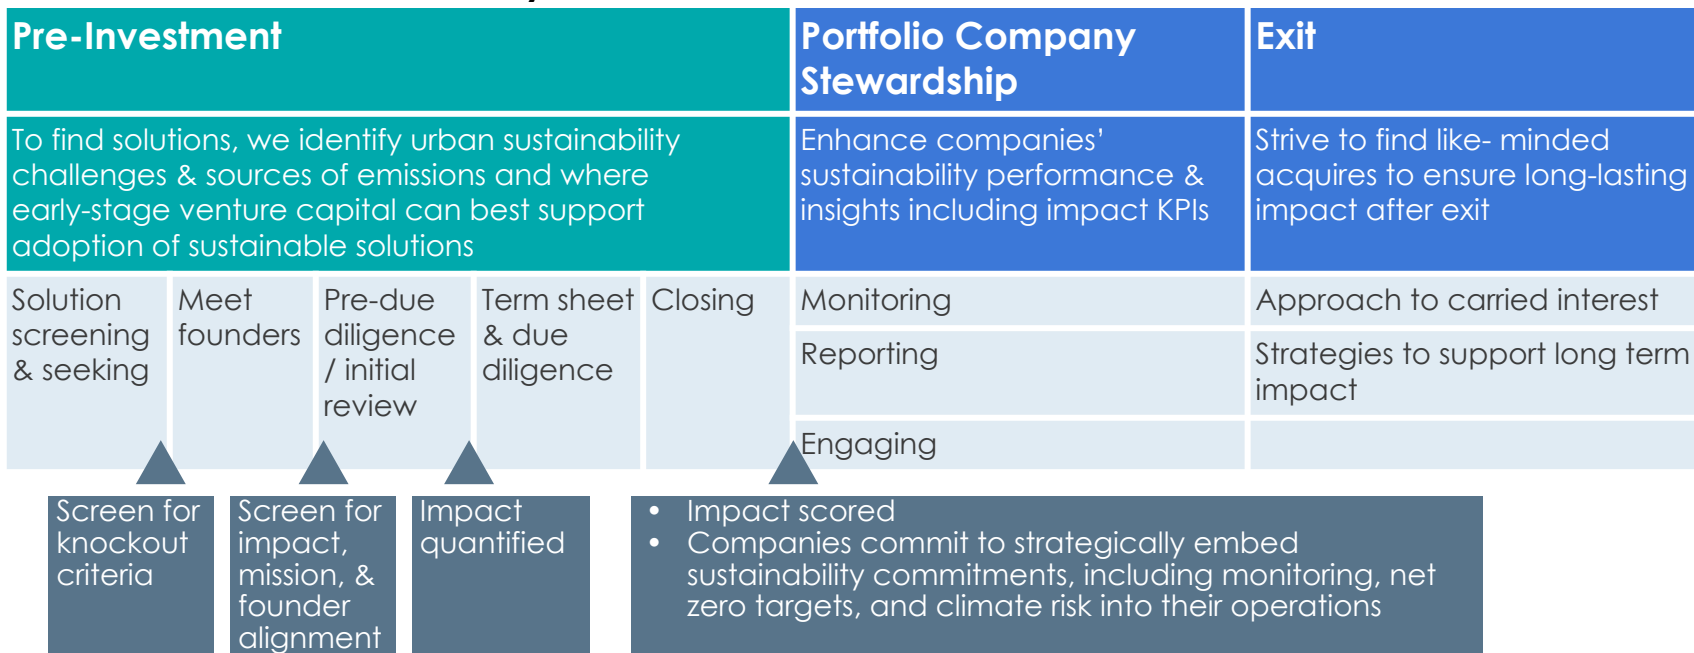 Pre-Investment
Portfolio Company
Stewardship
Exit
To find solutions, we identify urban sustainability
challenges & sources of emissions and where
early-stage venture capital can best support
adoption of sustainable solutions
Enhance companies’
sustainability performance &
insights including impact KPIs
Strive to find like- minded
acquires to ensure long-lasting
impact after exit
Solution
screening
& seeking
Meet
founders
Pre-due
diligence
/ initial
review
Term sheet
& due
diligence
Closing
Monitoring
Reporting
Engaging
Approach to carried interest
Strategies to support long term
impact
Screen for
knockout
criteria
Screen for
impact,
mission, &
founder
alignment
Impact
quantified
• Impact scored
• Companies commit to strategically embed
sustainability commitments, including monitoring, net
zero targets, and climate risk into their operations